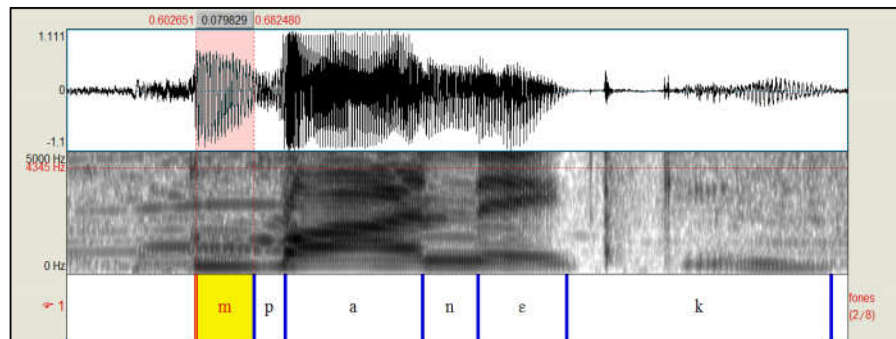 0.602651 0.079829 0.682480
1.111
0
-1.1
5000 Hz
4345 Hz
0 Hz
1 m p a n ɛ k fones
(2/8)